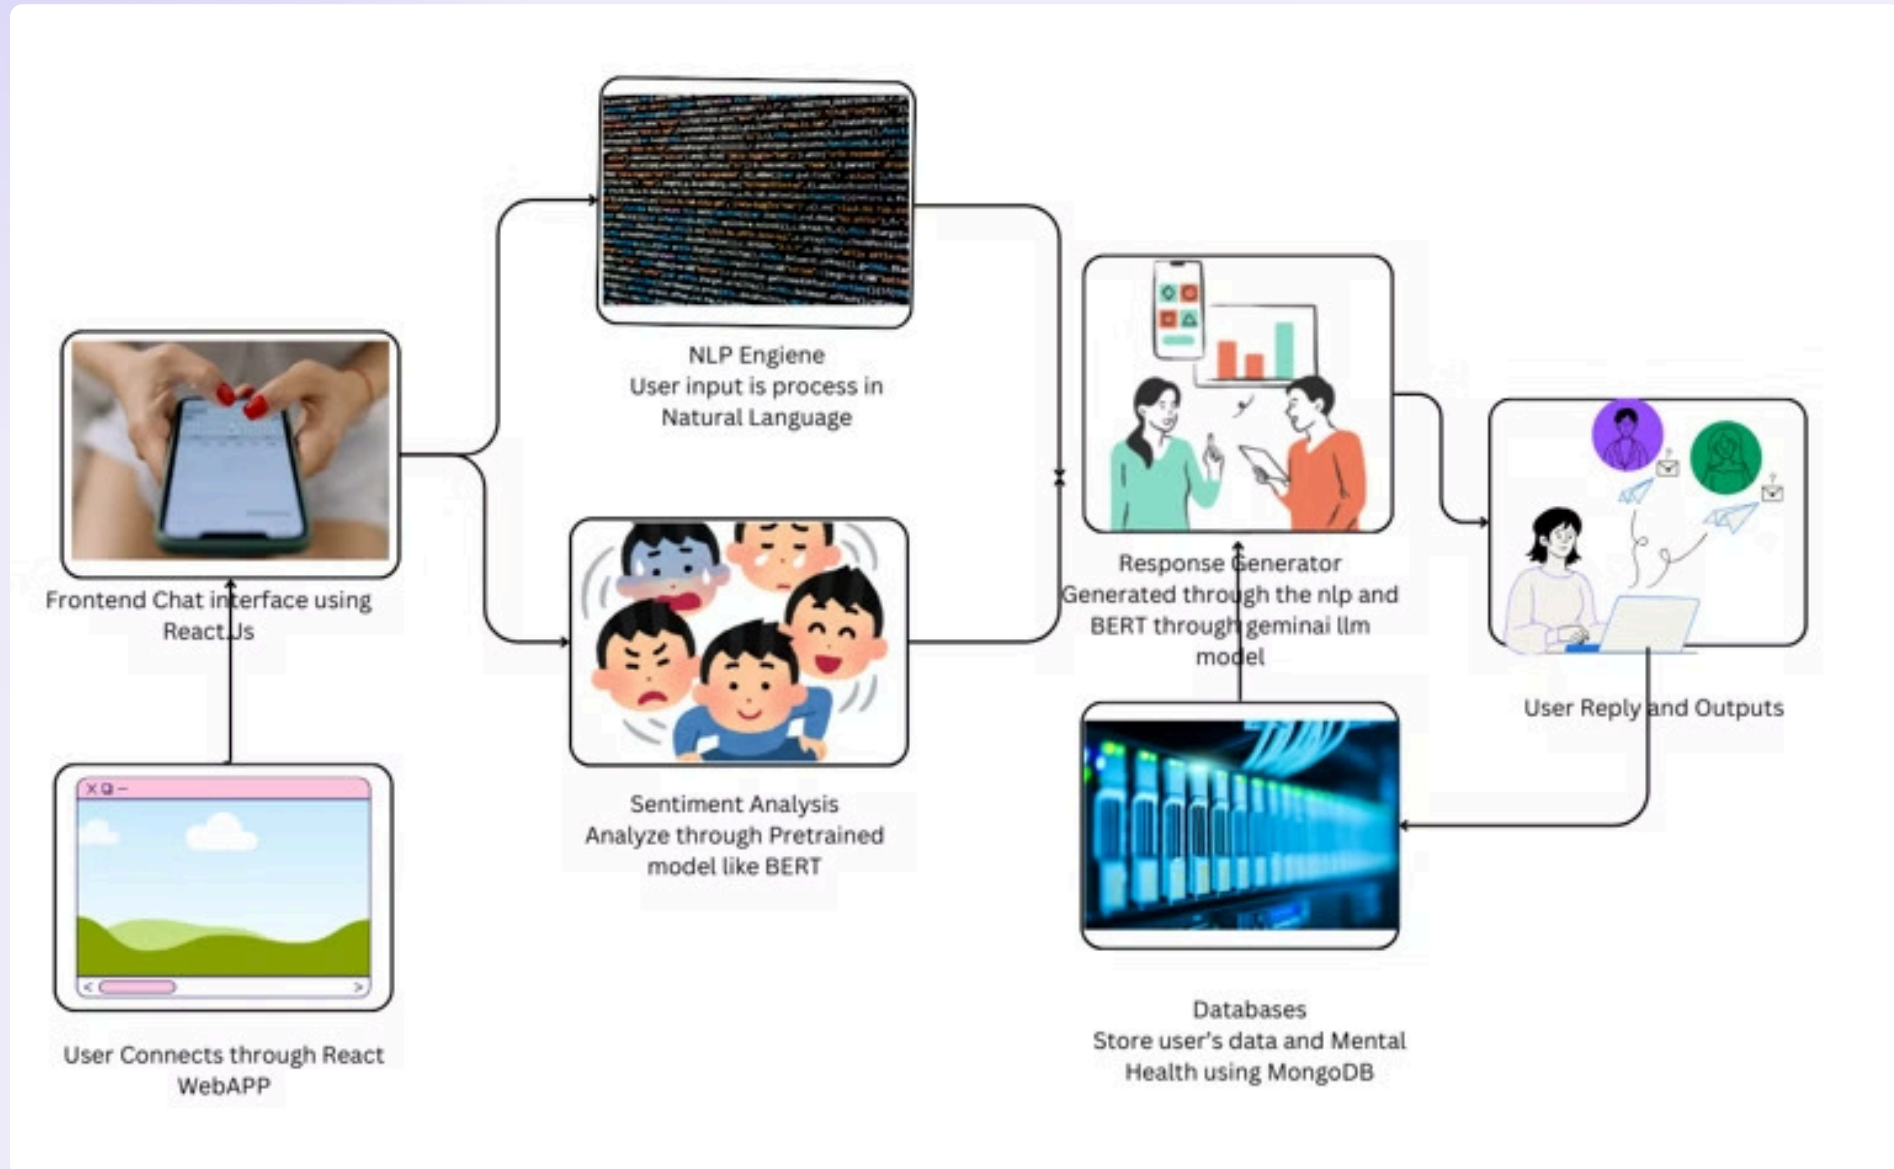 NLP Engiene
User input is process in
Natural Language
Frontend Chat interface using
React.Js
Response Generator
Generated through the nlp and
BERT through geminai llm
model
User Reply and Outputs
Sentiment Analysis
Analyze through Pretrained
model like BERT
User Connects through React
WebAPP
Databases
Store user's data and Mental
Health using MongoDB